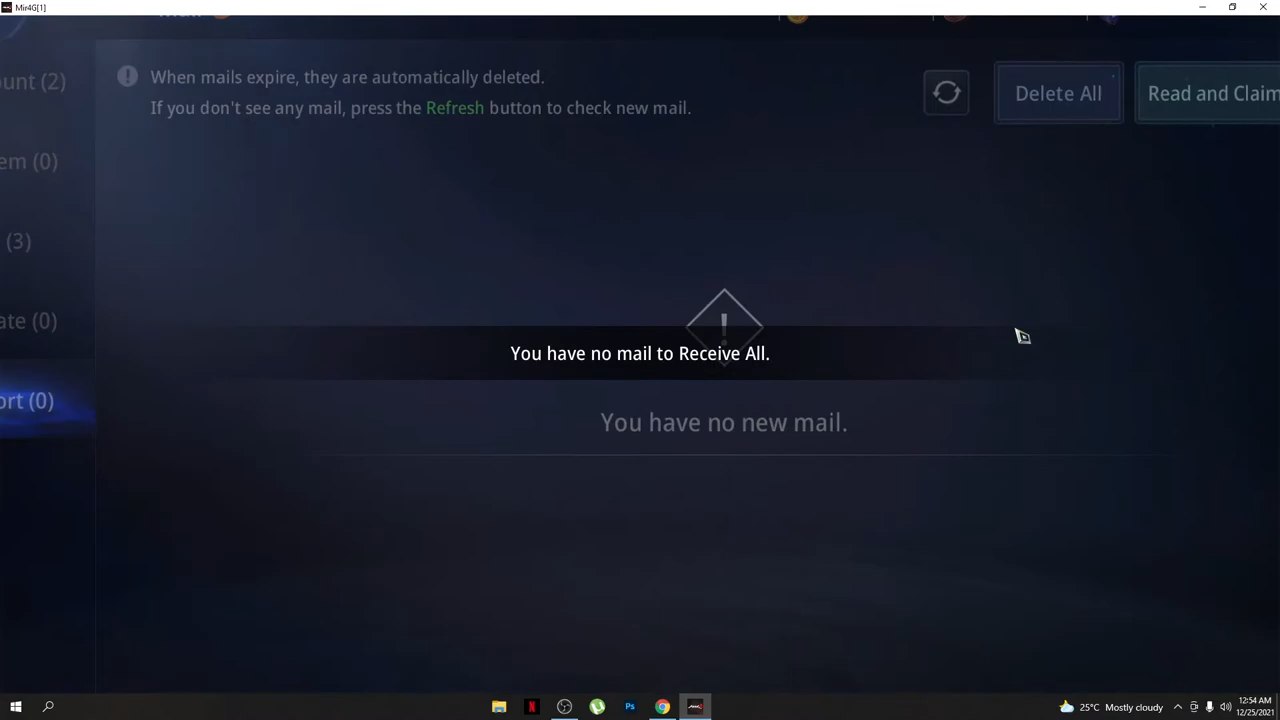 Mir4G[1]
When mails expire, they are automatically deleted.
If you don't see any mail, press the Refresh button to check new mail.
Delete All
Read and Claim
ount (2)
em (0)
(3)
ate (0)
ort (0)
You have no mail to Receive All.
You have no new mail.
Ps
25°C Mostly cloudy
12:54 AM
12/25/2021